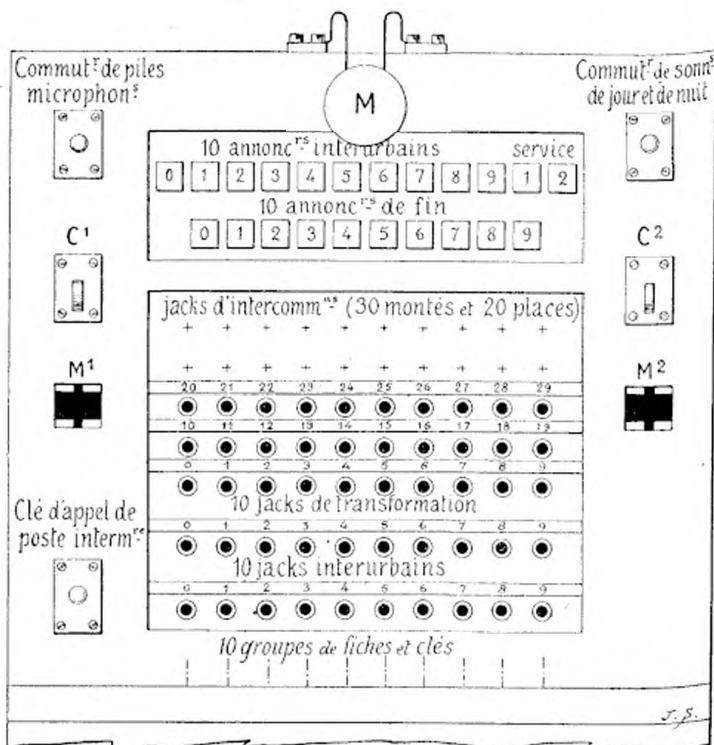 Commutʳ de piles
microphonˢ
M
Commutʳ de sonnˢ
de jour et de nuit
10 annoncʳˢ interurbains service
0 1 2 3 4 5 6 7 8 9 1 2
10 annoncʳˢ de fin
0 1 2 3 4 5 6 7 8 9
C¹
C²
jacks d'intercommⁿˢ (30 montés et 20 places)
M¹
M²
20 21 22 23 24 25 26 27 28 29
10 11 12 13 14 15 16 17 18 19
0 1 2 3 4 5 6 7 8 9
10 jacks de transformation
0 1 2 3 4 5 6 7 8 9
10 jacks interurbains
0 1 2 3 4 5 6 7 8 9
Clé d'appel de
poste intermʳᵉ
10 groupes de fiches et clés
J.S.